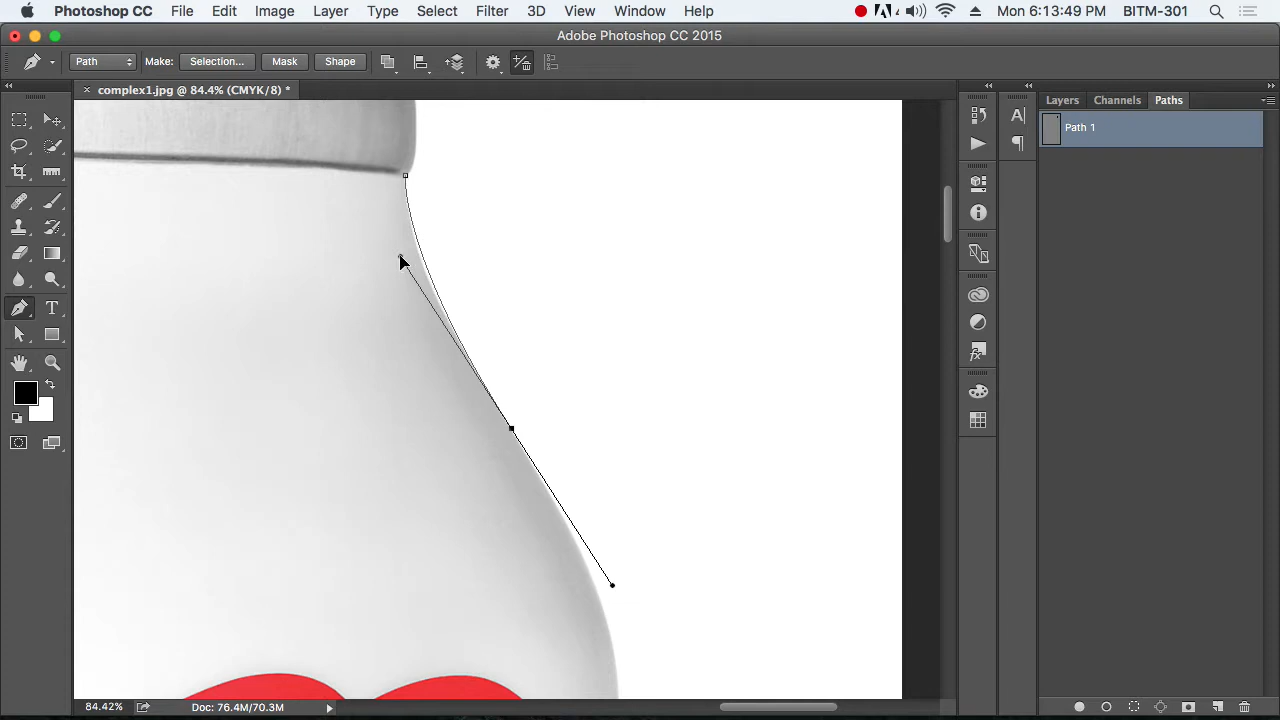 Photoshop CC File Edit Image Layer Type Select Filter 3D View Window Help Mon 6:13:49 PM BITM-301
Adobe Photoshop CC 2015
Path Make: Selection... Mask Shape
complex1.jpg @ 84.4% (CMYK/8) *
Layers Channels Paths
Path 1
84.42% Doc: 76.4M/70.3M